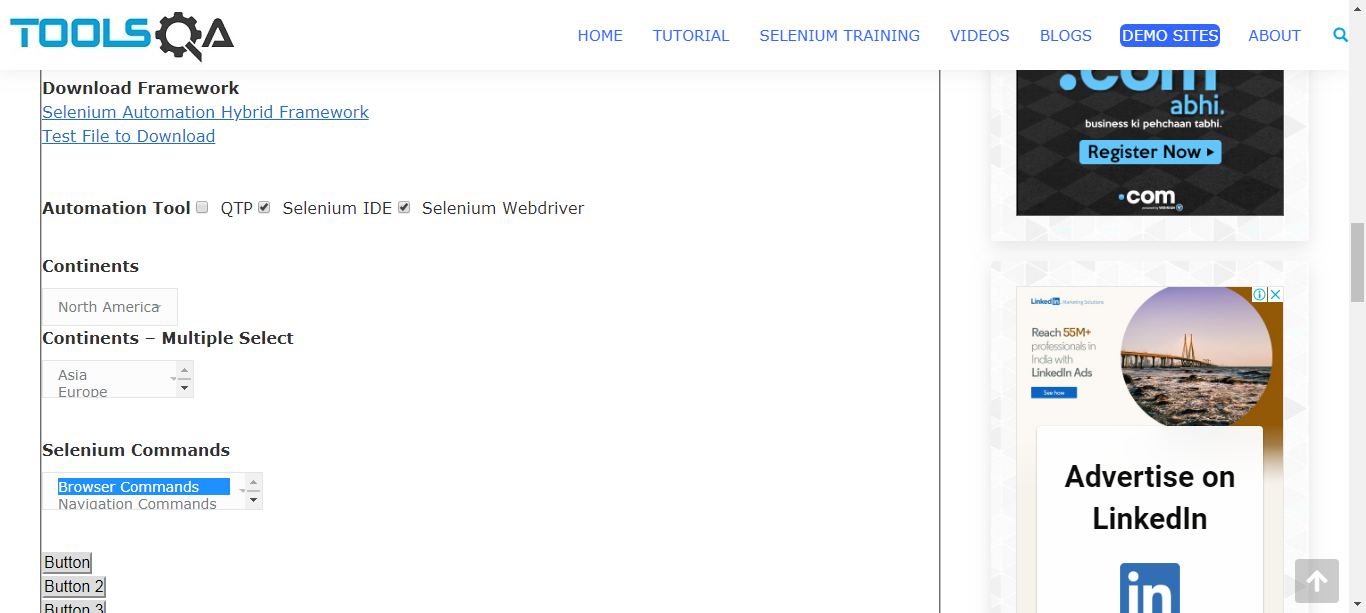 TOOLSQA
HOME TUTORIAL SELENIUM TRAINING VIDEOS BLOGS DEMO SITES ABOUT
Download Framework
Selenium Automation Hybrid Framework
Test File to Download
Automation Tool QTP Selenium IDE Selenium Webdriver
Continents
North America
Continents – Multiple Select
Asia
Europe
Selenium Commands
Browser Commands
Navigation Commands
Button
Button 2
Button 3
.com
abhi.
business ki pehchaan tabhi.
Register Now
.com
LinkedIn Marketing Solutions
Reach 55M+
professionals in
India with
LinkedIn Ads
See how
Advertise on
LinkedIn
in